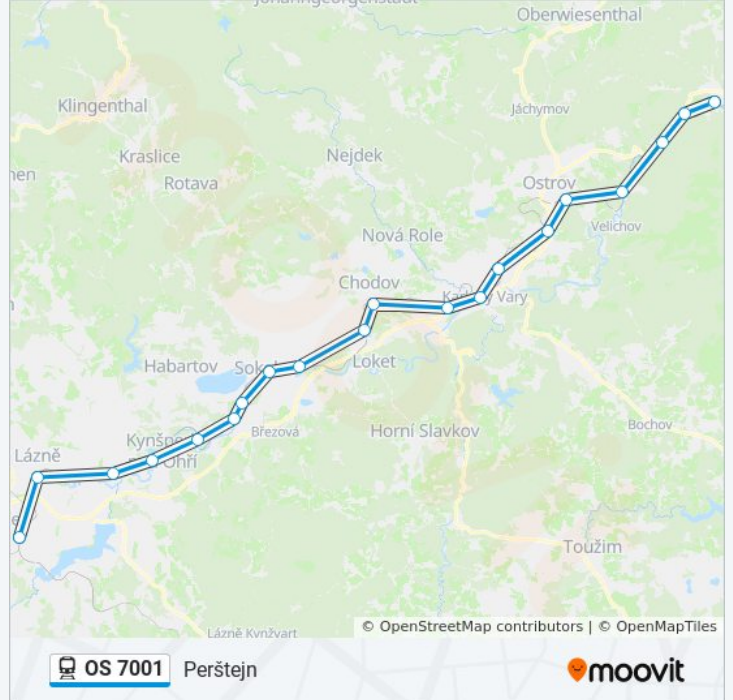 Oberwiesenthal
Klingenthal
Jáchymov
Kraslice
Nejdek
Rotava
Ostrov
Velichov
Nová Role
Chodov
Vary
Habartov
Loket
Březová
Horní Slavkov
Bochov
Lázně
Ohří
Toužim
© OpenStreetMap contributors | © OpenMapTiles
Lázně Kynžvart
OS 7001 Perštejn
moovit